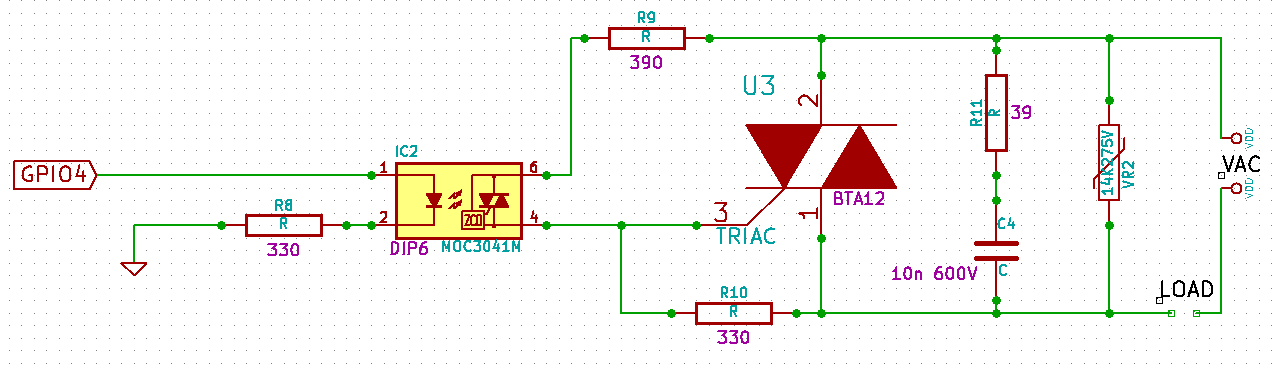 R9
R
390
U3
2
R11
R
39
14K275V
VR2
VDD
VAC
VDD
GPIO4
IC2
1
6
ZCD
2
4
DIP6
MOC3041M
R8
R
330
3
TRIAC
1
BTA12
C4
C
10n 600V
LOAD
R10
R
330